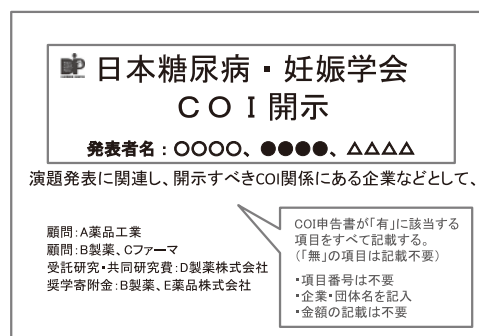 日本糖尿病・妊娠学会
ＣＯＩ開示
発表者名：○○○○、●●●●、△△△△
演題発表に関連し、開示すべきCOI関係にある企業などとして、
顧問：A薬品工業
顧問：B製薬、Cファーマ
受託研究・共同研究費：D製薬株式会社
奨学寄附金：B製薬、E薬品株式会社
COI申告書が「有」に該当する
項目をすべて記載する。
（「無」の項目は記載不要）
・項目番号は不要
・企業・団体名を記入
・金額の記載は不要